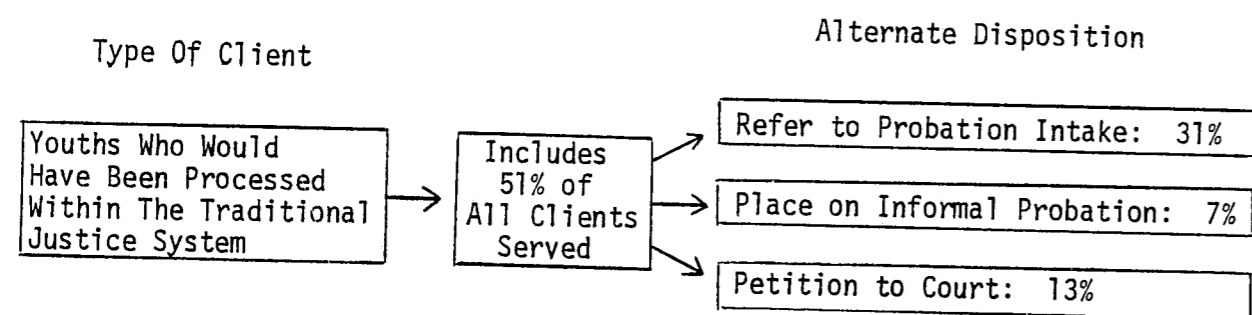 Type Of Client
Alternate Disposition
Youths Who Would
Have Been Processed
Within The Traditional
Justice System
Includes
51% of
All Clients
Served
Refer to Probation Intake: 31%
Place on Informal Probation: 7%
Petition to Court: 13%